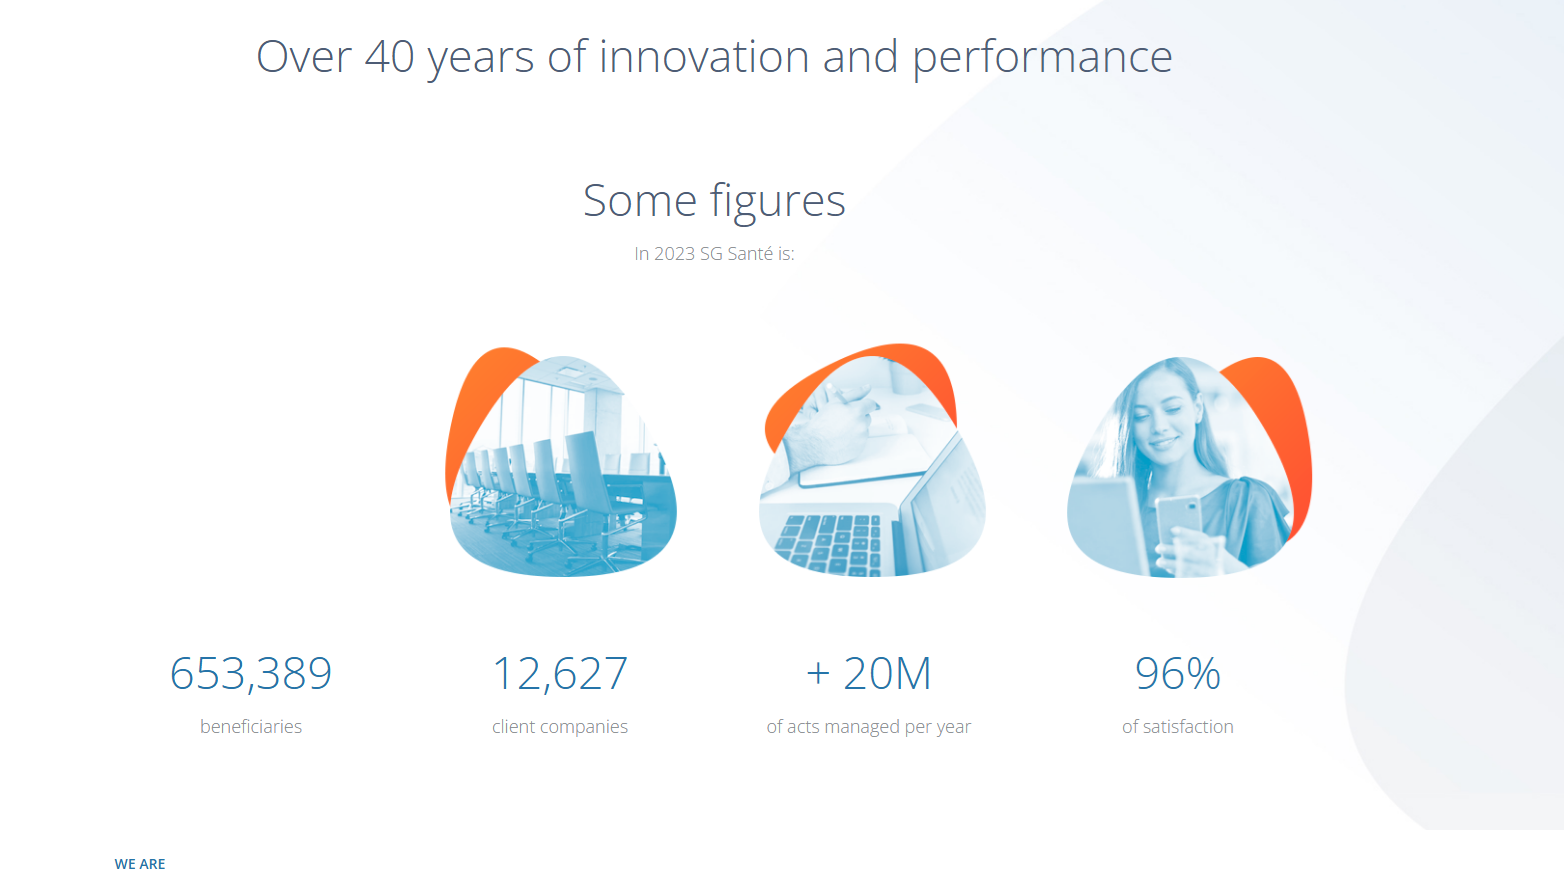 Over 40 years of innovation and performance
Some figures
In 2023 SG Santé is:
653,389
beneficiaries
12,627
client companies
+ 20M
of acts managed per year
96%
of satisfaction
WE ARE